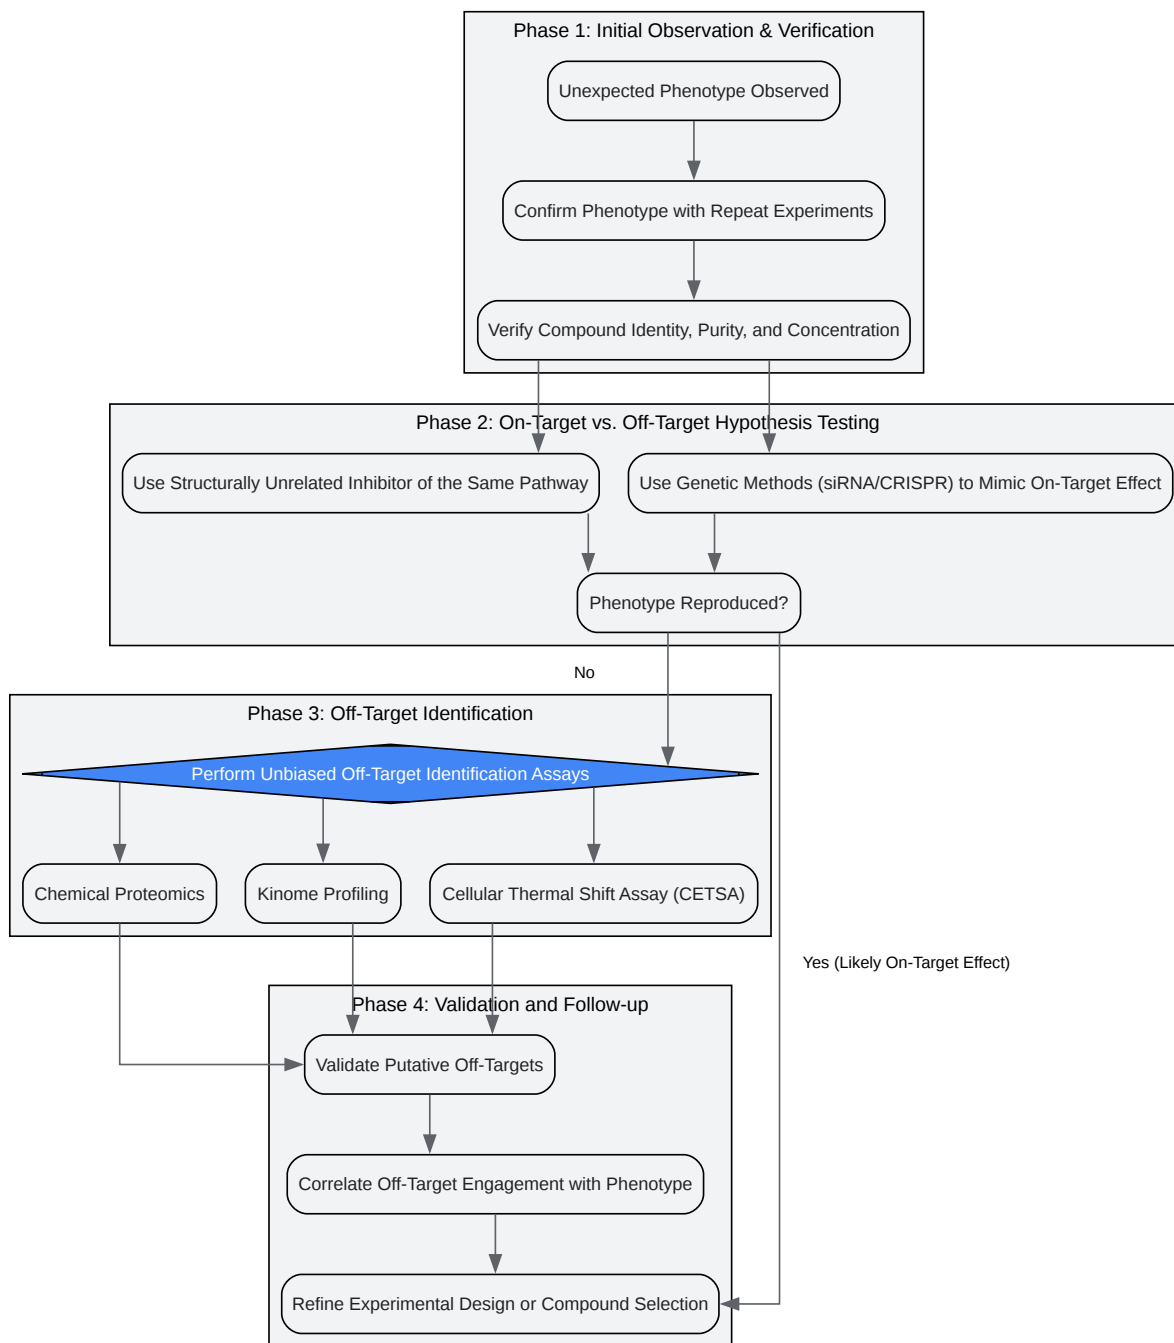 Phase 1: Initial Observation & Verification
Unexpected Phenotype Observed
Confirm Phenotype with Repeat Experiments
Verify Compound Identity, Purity, and Concentration
Phase 2: On-Target vs. Off-Target Hypothesis Testing
Use Structurally Unrelated Inhibitor of the Same Pathway
Use Genetic Methods (siRNA/CRISPR) to Mimic On-Target Effect
Phenotype Reproduced?
No
Phase 3: Off-Target Identification
Perform Unbiased Off-Target Identification Assays
Chemical Proteomics
Kinome Profiling
Cellular Thermal Shift Assay (CETSA)
Yes (Likely On-Target Effect)
Phase 4: Validation and Follow-up
Validate Putative Off-Targets
Correlate Off-Target Engagement with Phenotype
Refine Experimental Design or Compound Selection